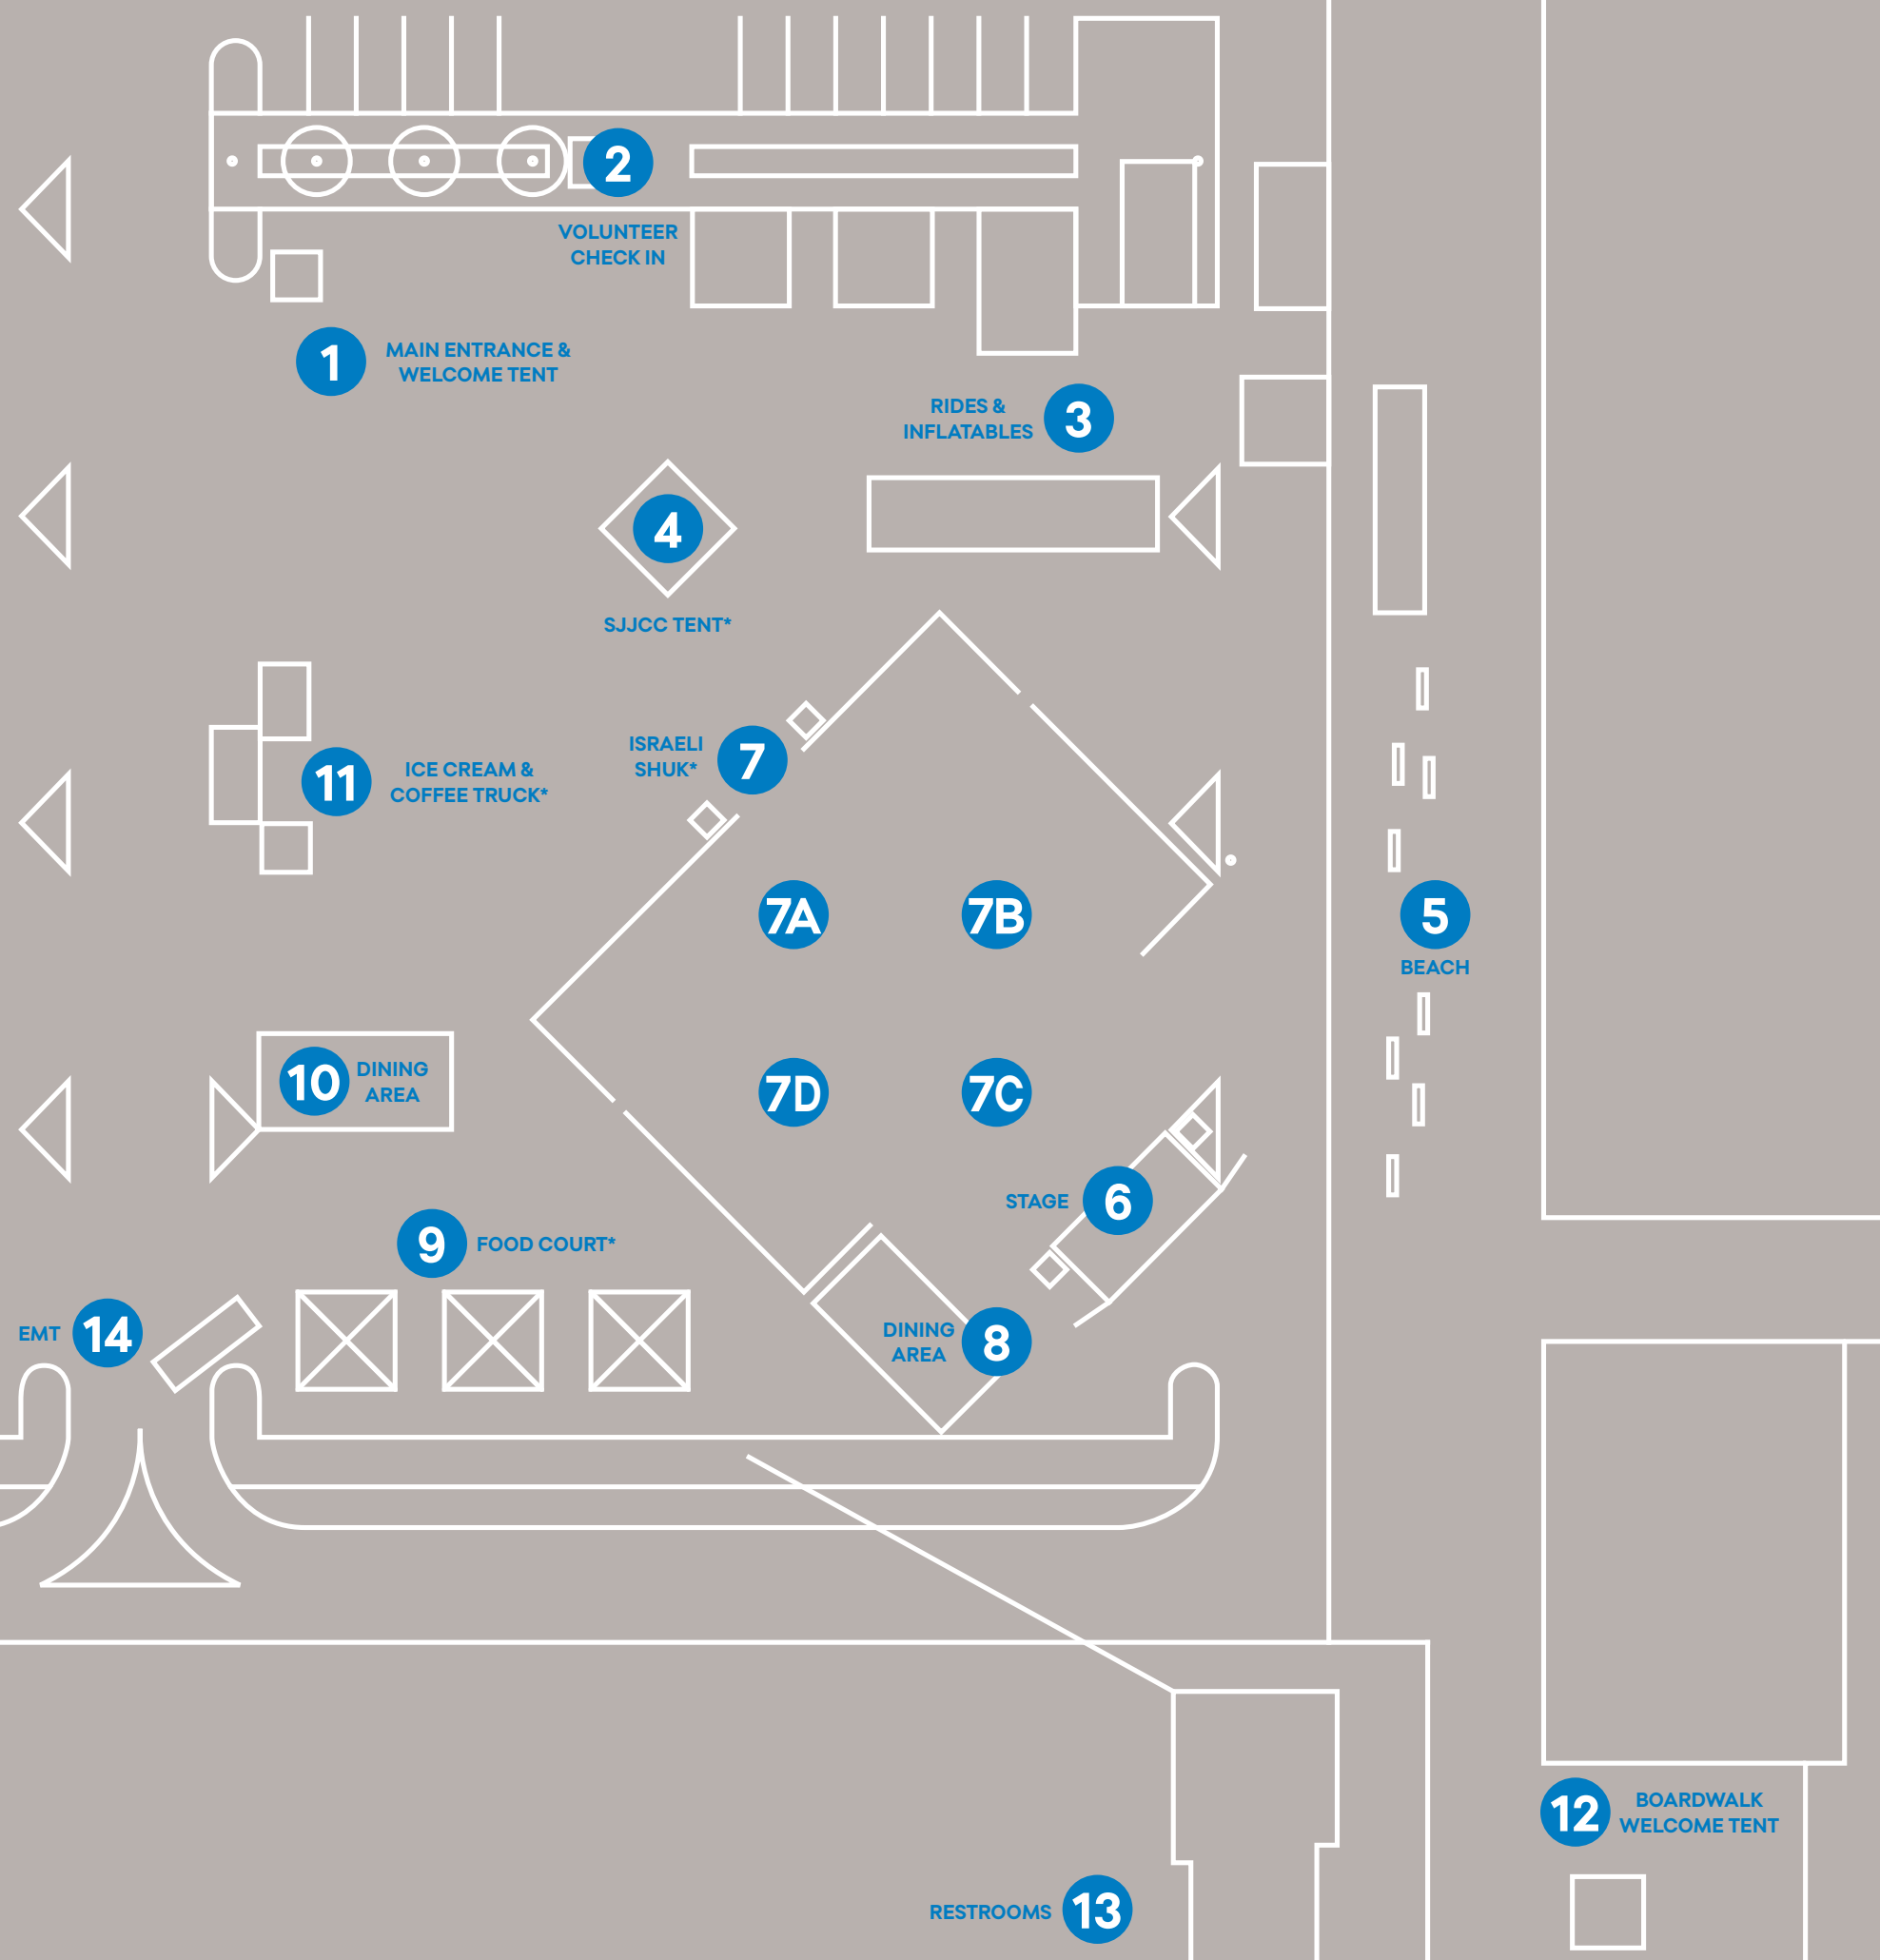 2
VOLUNTEER
CHECK IN
1
MAIN ENTRANCE &
WELCOME TENT
RIDES &
INFLATABLES
3
4
SJJCC TENT*
ISRAELI
SHUK*
7
11
ICE CREAM &
COFFEE TRUCK*
7A
7B
5
BEACH
10
DINING
AREA
7D
7C
STAGE
6
9
FOOD COURT*
EMT
14
DINING
AREA
8
12
BOARDWALK
WELCOME TENT
RESTROOMS
13